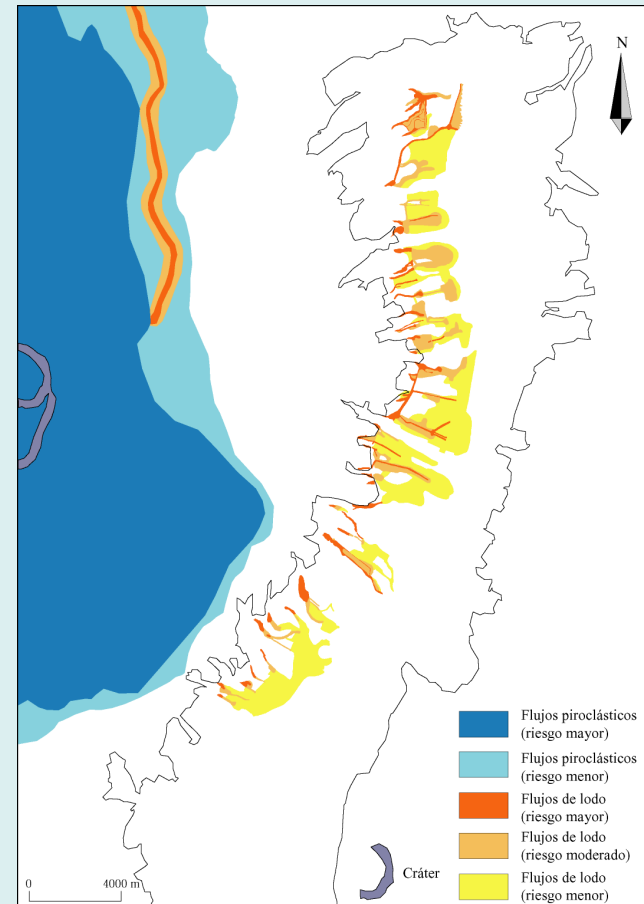 N
Flujos piroclásticos
(riesgo mayor)
Flujos piroclásticos
(riesgo menor)
Flujos de lodo
(riesgo mayor)
Flujos de lodo
(riesgo moderado)
Cráter
Flujos de lodo
(riesgo menor)
0 4000 m